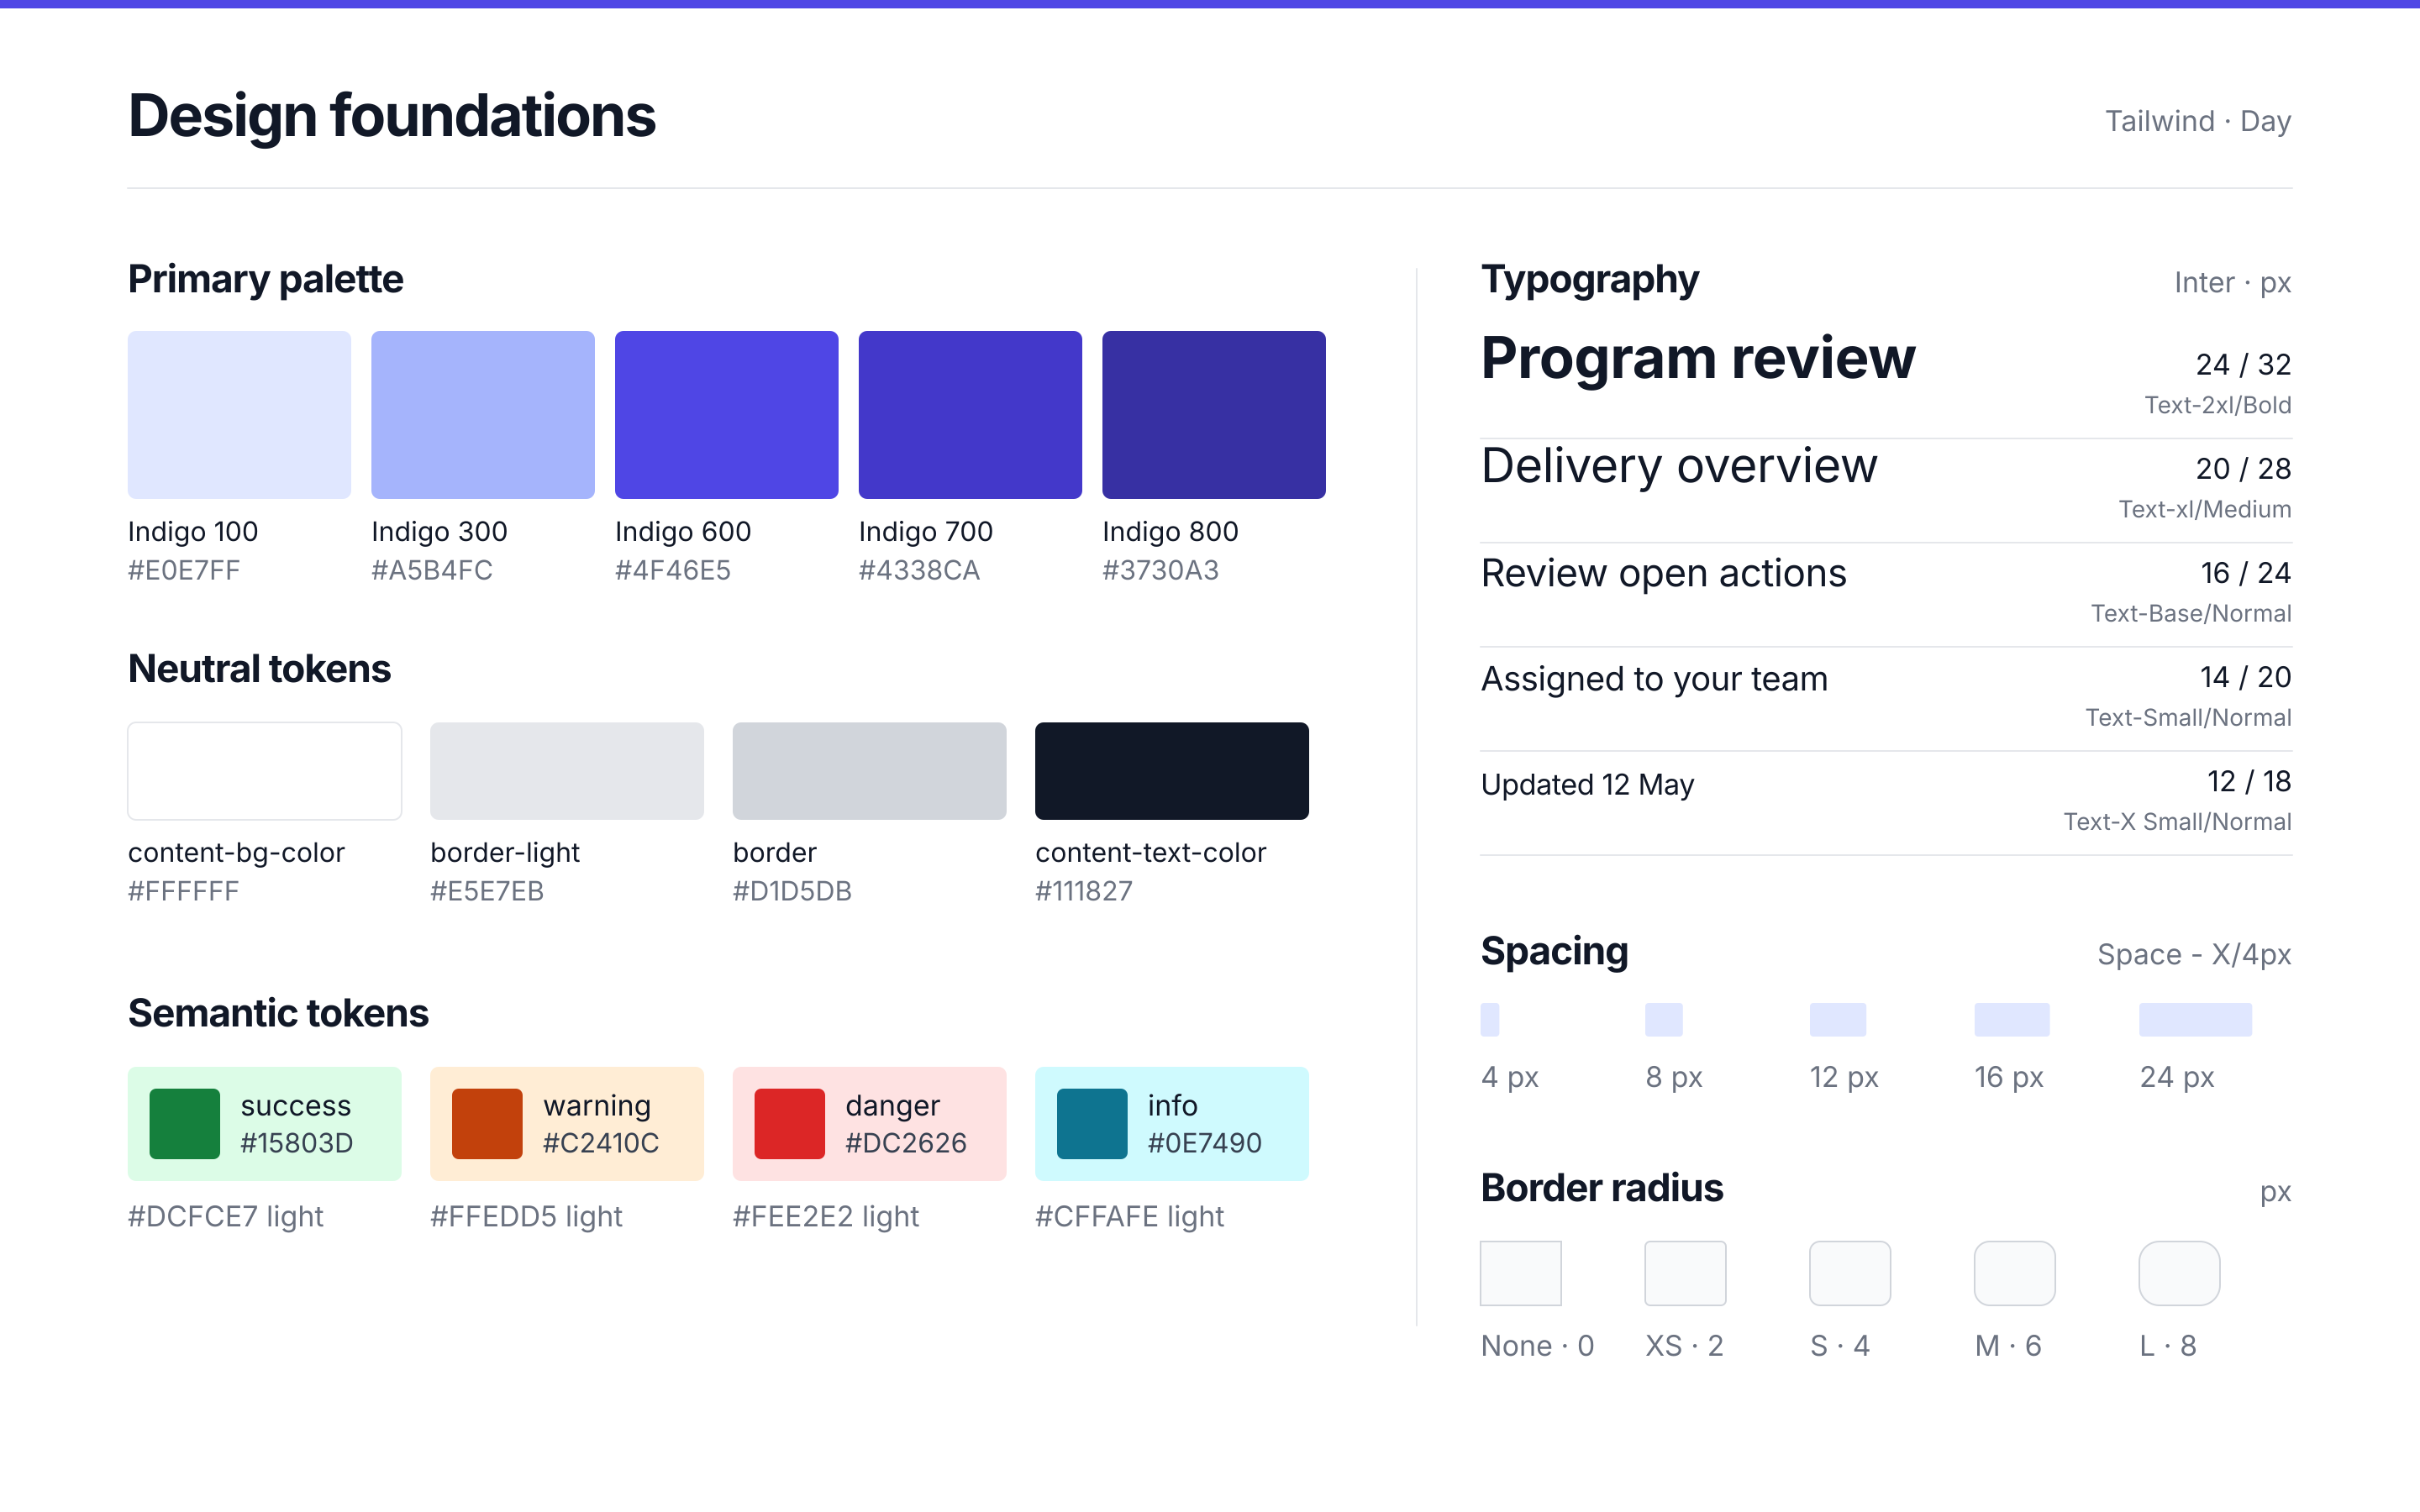 Design foundations
Tailwind · Day
Primary palette
Indigo 100
#E0E7FF
Indigo 300
#A5B4FC
Indigo 600
#4F46E5
Indigo 700
#4338CA
Indigo 800
#3730A3
Neutral tokens
content-bg-color
#FFFFFF
border-light
#E5E7EB
border
#D1D5DB
content-text-color
#111827
Semantic tokens
success
#15803D
#DCFCE7 light
warning
#C2410C
#FFEDD5 light
danger
#DC2626
#FEE2E2 light
info
#0E7490
#CFFAFE light
Typography
Inter · px
Program review
24 / 32
Text-2xl/Bold
Delivery overview
20 / 28
Text-xl/Medium
Review open actions
16 / 24
Text-Base/Normal
Assigned to your team
14 / 20
Text-Small/Normal
Updated 12 May
12 / 18
Text-X Small/Normal
Spacing
Space - X/4px
4 px
8 px
12 px
16 px
24 px
Border radius
px
None · 0
XS · 2
S · 4
M · 6
L · 8